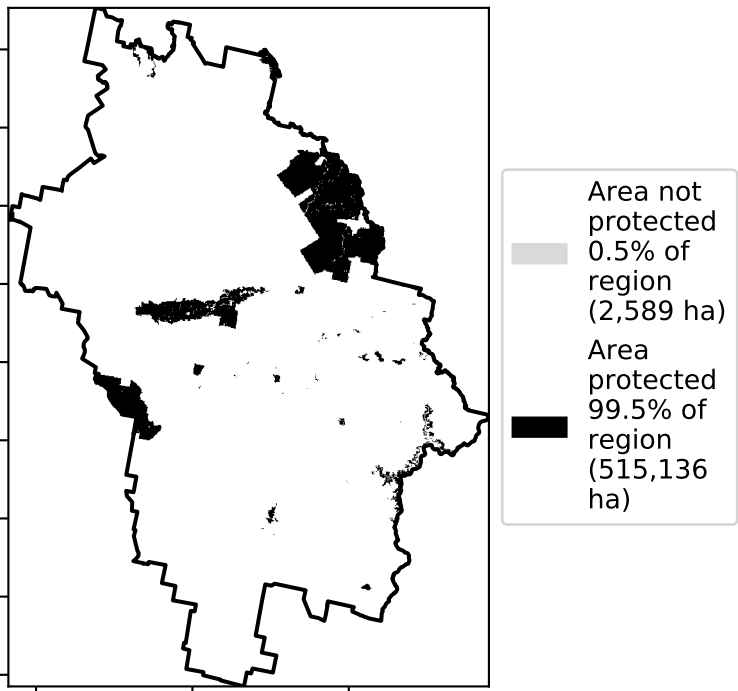 Area not
protected
0.5% of
region
(2,589 ha)
Area
protected
99.5% of
region
(515,136
ha)